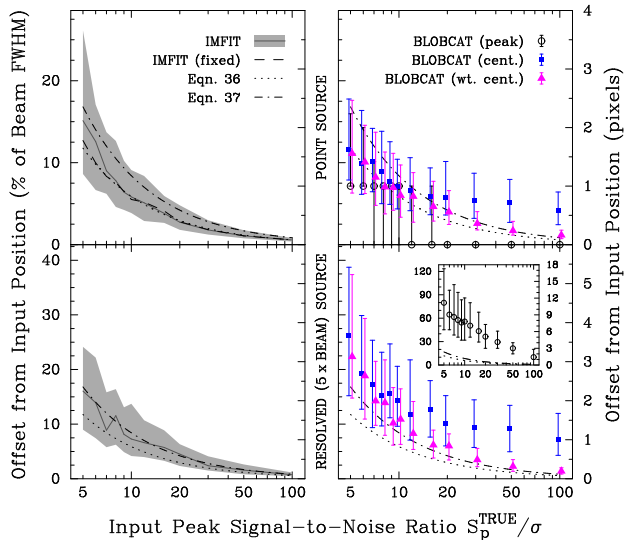 IMFIT
IMFIT (fixed)
Eqn. 36
Eqn. 37
BLOBCAT (peak)
BLOBCAT (cent.)
BLOBCAT (wt. cent.)
20
10
0
40
30
20
10
0
5 10 20 50 100
5 10 20 50 100
4
3
2
1
0
5
4
3
2
1
0
120
90
60
30
0
18
15
12
9
6
3
0
5 10 20 50 100
POINT SOURCE
RESOLVED (5 x BEAM) SOURCE
Offset from Input Position (% of Beam FWHM)
Offset from Input Position (pixels)
Input Peak Signal−to−Noise Ratio S_p^TRUE/σ